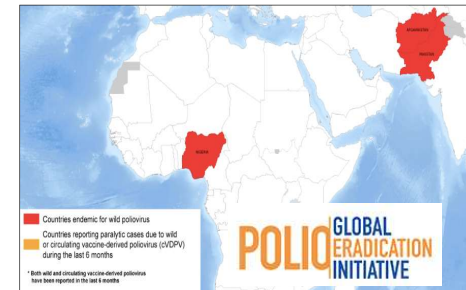 AFGHANISTAN
PAKISTAN
NIGERIA
Countries endemic for wild poliovirus
Countries reporting paralytic cases due to wild
or circulating vaccine-derived poliovirus (cVDPV)
during the last 6 months
* Both wild and circulating vaccine-derived poliovirus
have been reported in the last 6 months
POLIO
GLOBAL
ERADICATION
INITIATIVE